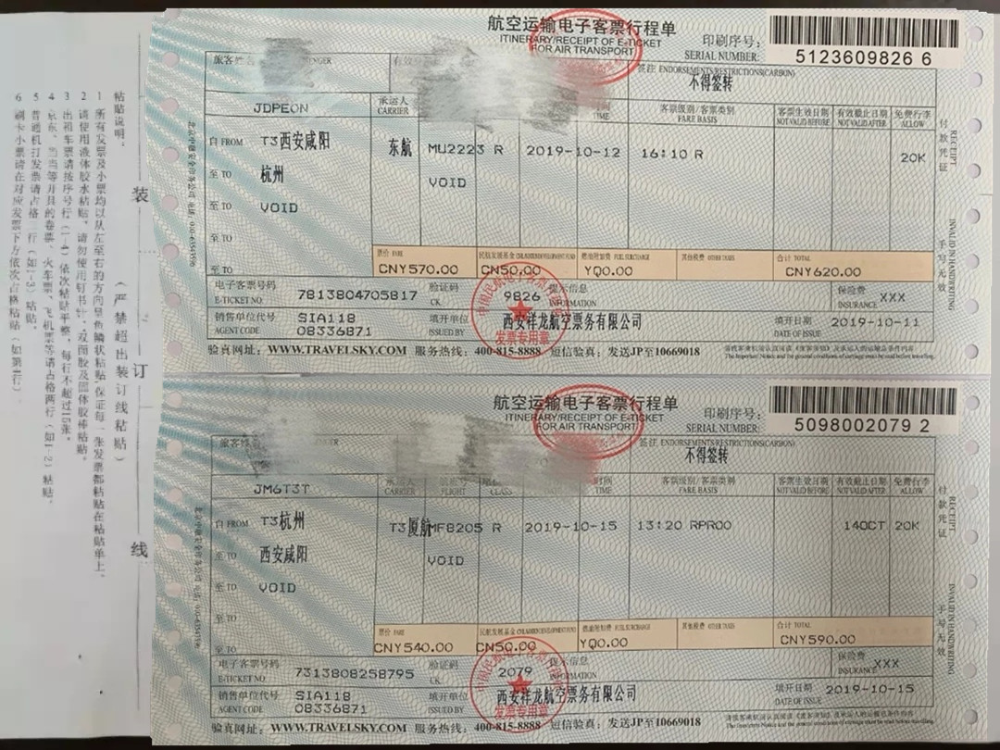 粘贴说明：
（严禁超出装订线粘贴）
1 所有发票及小票均以从左至右的方向呈鱼鳞状粘贴 保证每一张发票都粘贴在粘贴单上。
2 请使用液体胶水粘贴，请勿使用钉书、双面胶及固体胶棒粘贴。
3 出租车票请按序号行（1-4）依次粘贴平整，每行不超过15张。
4 京东、当当等开具的卷票、火车票、飞机票等请占格两行（如1-2）粘贴。
5 普通机打发票请占格三行（如1-3）粘贴。
6 刷卡小票请在对应发票下方依次占格粘贴（如第4行）
装 订 线
航空运输电子客票行程单
ITINERARY/RECEIPT OF E-TICKET
FOR AIR TRANSPORT
印刷序号：
SERIAL NUMBER: 5123609826 6
旅客姓名
签注 ENDORSEMENTS/RESTRICTIONS(CARBON)
不得签转
JDPEON
承运人 CARRIER
TIME
客票级别/客票类别 FARE BASIS
客票生效日期 NOT VALID BEFORE
有效截止日期 NOT VALID AFTER
免费行李 ALLOW
自 FROM T3西安咸阳 东航 MU2223 R 2019-10-12 16:10 R 20K
至 TO 杭州 VOID
至 TO VOID
至 TO
至 TO
票价 FARE CNY570.00
民航发展基金 CN50.00
燃油附加费 FUEL SURCHARGE YQ0.00
其他税费 OTHER TAXES
合计 TOTAL CNY620.00
电子客票号码 E-TICKET NO. 7813804705817
验证码 CK 9826
提示信息 INFORMATION
保险费 INSURANCE XXX
销售单位代号 AGENT CODE SIA118 08336871
填开单位 ISSUED BY 西安祥龙航空票务有限公司
填开日期 DATE OF ISSUE 2019-10-11
发票专用章
验真网址：WWW.TRAVELSKY.COM 服务热线：400-815-8888 短信验真：发送JP至10669018
付款凭证 RECEIPT
手写无效 INVALID IN HANDWRITING
航空运输电子客票行程单
ITINERARY/RECEIPT OF E-TICKET
FOR AIR TRANSPORT
印刷序号：
SERIAL NUMBER: 5098002079 2
旅客姓名
签注 ENDORSEMENTS/RESTRICTIONS(CARBON)
不得签转
JM6T3T
承运人 CARRIER
FLIGHT
CLASS
时间 TIME
客票级别/客票类别 FARE BASIS
客票生效日期 NOT VALID BEFORE
有效截止日期 NOT VALID AFTER
免费行李 ALLOW
自 FROM T3杭州 T3厦航MF8205 R 2019-10-15 13:20 RPR00 14OCT 20K
至 TO 西安咸阳 VOID
至 TO VOID
至 TO
至 TO
票价 FARE CNY540.00
民航发展基金 CN50.00
燃油附加费 FUEL SURCHARGE YQ0.00
其他税费 OTHER TAXES
合计 TOTAL CNY590.00
电子客票号码 E-TICKET NO. 7313808258795
验证码 CK 2079
提示信息 INFORMATION
保险费 INSURANCE XXX
销售单位代号 AGENT CODE SIA118 08336871
填开单位 ISSUED BY 西安祥龙航空票务有限公司
填开日期 DATE OF ISSUE 2019-10-15
发票专用章
验真网址：WWW.TRAVELSKY.COM 服务热线：400-815-8888 短信验真：发送JP至10669018
付款凭证 RECEIPT
手写无效 INVALID IN HANDWRITING